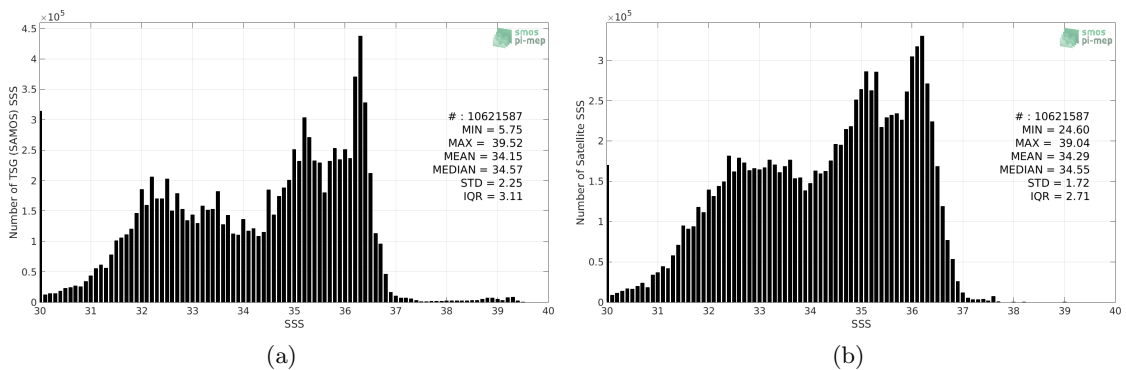 ×10⁵
4.5
4
3.5
3
2.5
2
1.5
1
0.5
0
Number of TSG (SAMOS) SSS
smos
pi-mep
# : 10621587
MIN = 5.75
MAX = 39.52
MEAN = 34.15
MEDIAN = 34.57
STD = 2.25
IQR = 3.11
30 31 32 33 34 35 36 37 38 39 40
SSS
(a)
×10⁵
3
2.5
2
1.5
1
0.5
0
Number of Satellite SSS
smos
pi-mep
# : 10621587
MIN = 24.60
MAX = 39.04
MEAN = 34.29
MEDIAN = 34.55
STD = 1.72
IQR = 2.71
30 31 32 33 34 35 36 37 38 39 40
SSS
(b)